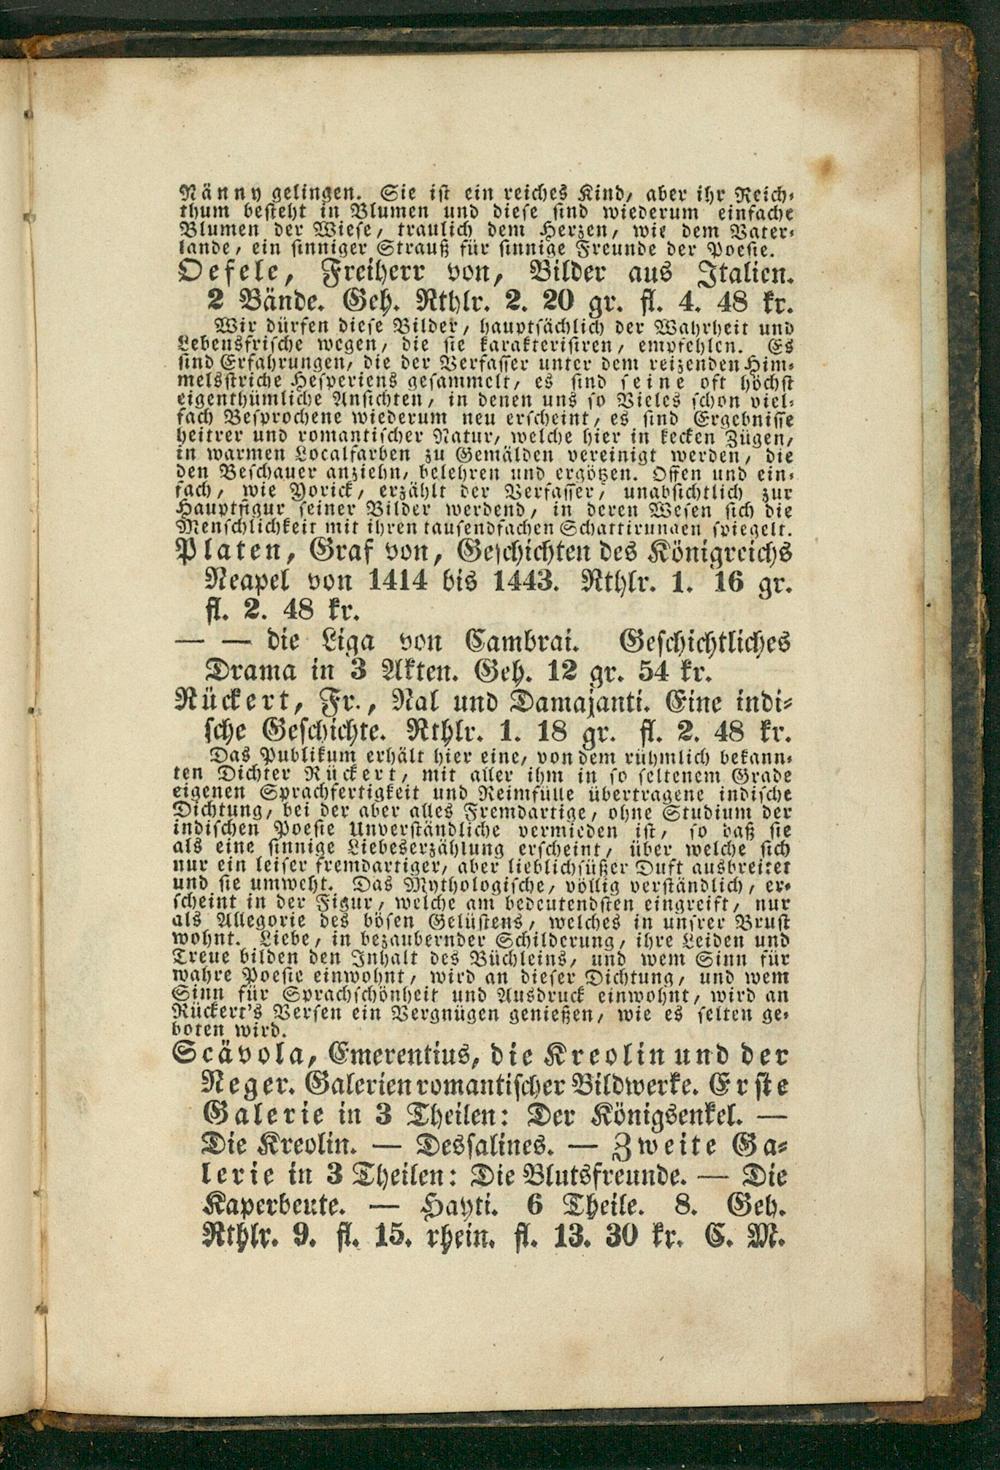 Nänny gelingen. Sie ist ein reiches Kind, aber ihr Reich-
thum besteht in Blumen und diese sind wiederum einfache
Blumen der Wiese, traulich dem Herzen, wie dem Vater-
lande, ein sinniger Strauß für sinnige Freunde der Poesie.
Oefele, Freiherr von, Bilder aus Italien.
2 Bände. Geh. Rthlr. 2. 20 gr. fl. 4. 48 kr.
Wir dürfen diese Bilder, hauptsächlich der Wahrheit und
Lebensfrische wegen, die sie karakterisiren, empfehlen. Es
sind Erfahrungen, die der Verfasser unter dem reizenden Him-
melsstriche Hesperiens gesammelt, es sind seine oft höchst
eigenthümliche Ansichten, in denen uns so Vieles schon viel-
fach Besprochene wiederum neu erscheint, es sind Ergebnisse
heitrer und romantischer Natur, welche hier in kecken Zügen,
in warmen Localfarben zu Gemälden vereinigt werden, die
den Beschauer anziehn, belehren und ergötzen. Offen und ein-
fach, wie Yorick, erzählt der Verfasser, unabsichtlich zur
Hauptfigur seiner Bilder werdend, in deren Wesen sich die
Menschlichkeit mit ihren tausendfachen Schattirungen spiegelt.
Platen, Graf von, Geschichten des Königreichs
Neapel von 1414 bis 1443. Rthlr. 1. 16 gr.
fl. 2. 48 kr.
— — die Liga von Cambrai. Geschichtliches
Drama in 3 Akten. Geh. 12 gr. 54 kr.
Rückert, Fr., Nal und Damajanti. Eine indi-
sche Geschichte. Rthlr. 1. 18 gr. fl. 2. 48 kr.
Das Publikum erhält hier eine, von dem rühmlich bekann-
ten Dichter Rückert, mit aller ihm in so seltenem Grade
eigenen Sprachfertigkeit und Reimfülle übertragene indische
Dichtung, bei der aber alles Fremdartige, ohne Studium der
indischen Poesie Unverständliche vermieden ist, so daß sie
als eine sinnige Liebeserzählung erscheint, über welche sich
nur ein leiser fremdartiger, aber lieblichsüßer Duft ausbreitet
und sie umweht. Das Mythologische, völlig verständlich, er-
scheint in der Figur, welche am bedeutendsten eingreift, nur
als Allegorie des bösen Gelüstens, welches in unsrer Brust
wohnt. Liebe, in bezaubernder Schilderung, ihre Leiden und
Treue bilden den Inhalt des Büchleins, und wem Sinn für
wahre Poesie einwohnt, wird an dieser Dichtung, und wem
Sinn für Sprachschönheit und Ausdruck einwohnt, wird an
Rückert's Versen ein Vergnügen genießen, wie es selten ge-
boten wird.
Scävola, Emerentius, die Kreolin und der
Neger. Galerien romantischer Bildwerke. Erste
Galerie in 3 Theilen: Der Königsenkel. —
Die Kreolin. — Dessalines. — Zweite Ga-
lerie in 3 Theilen: Die Blutsfreunde. — Die
Kaperbeute. — Hayti. 6 Theile. 8. Geh.
Rthlr. 9. fl. 15. rhein. fl. 13. 30 kr. C. M.